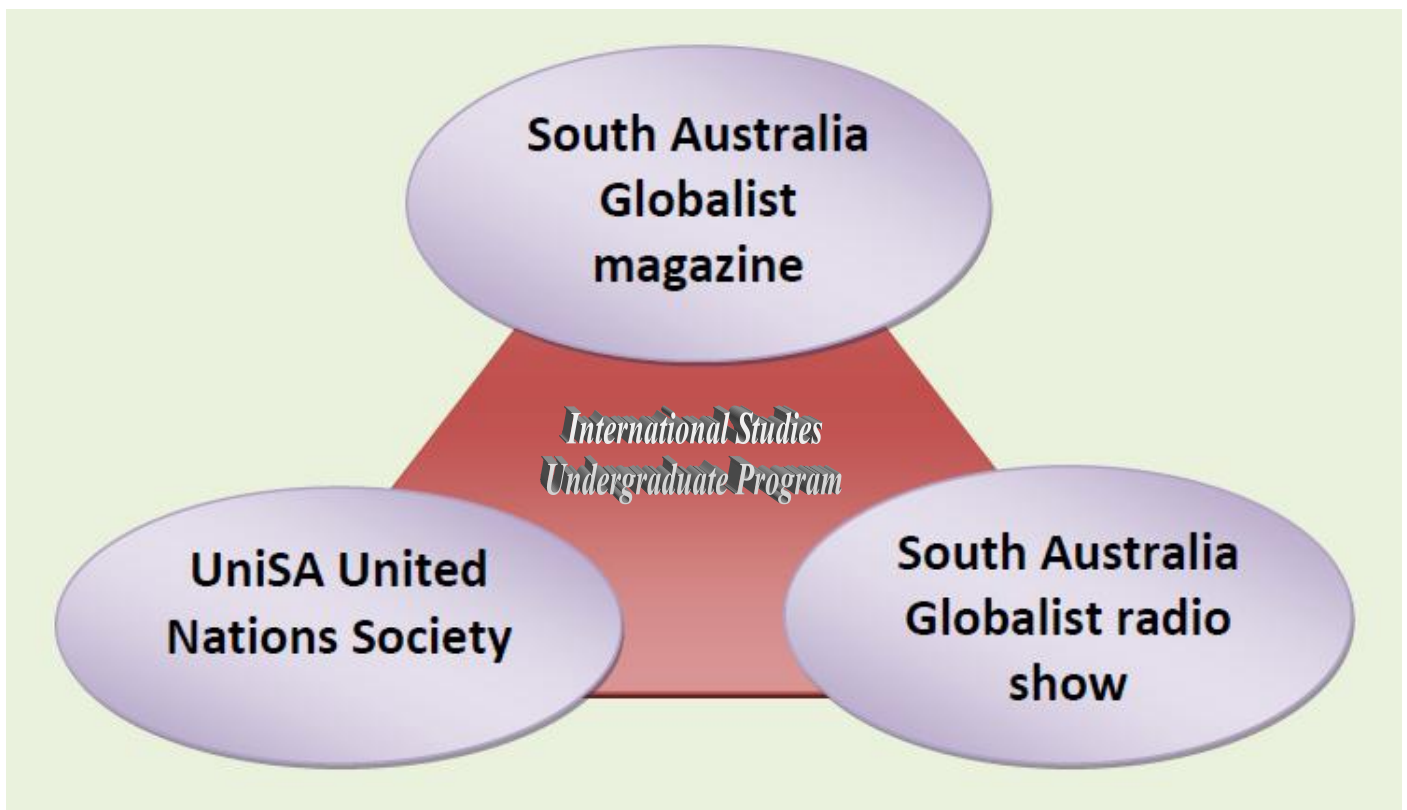 South Australia
Globalist
magazine
International Studies
Undergraduate Program
UniSA United
Nations Society
South Australia
Globalist radio
show